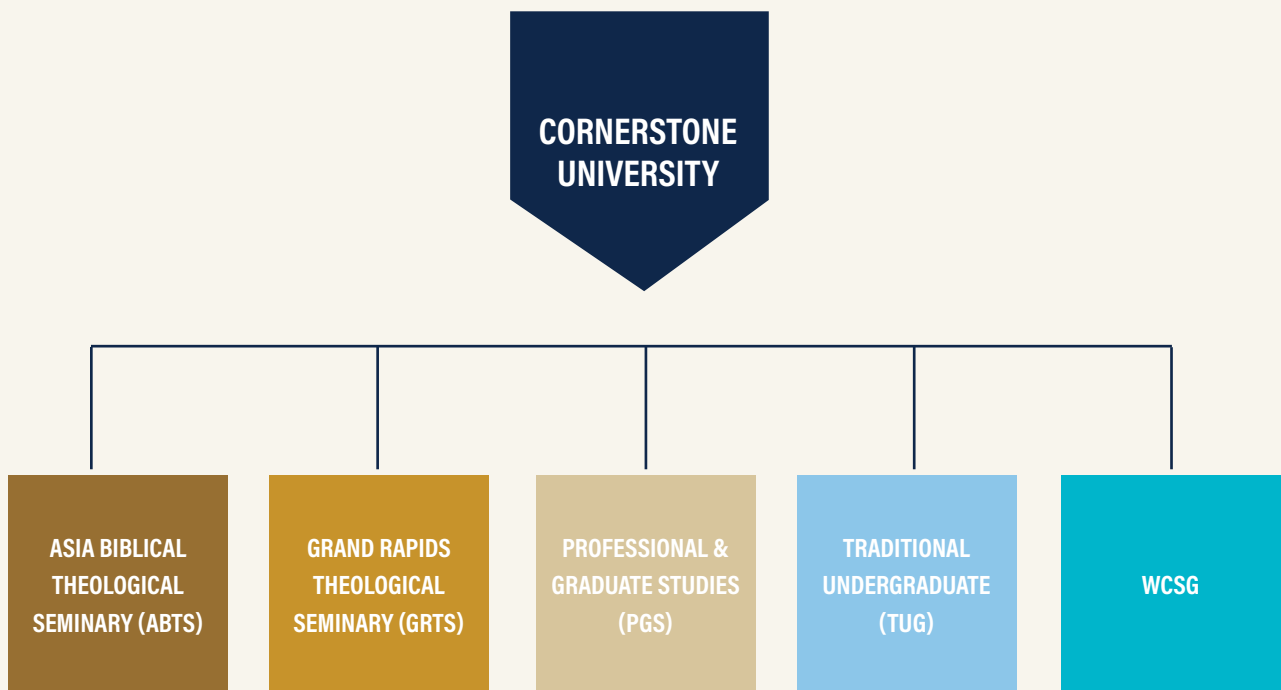 CORNERSTONE
UNIVERSITY
ASIA BIBLICAL
THEOLOGICAL
SEMINARY (ABTS)
GRAND RAPIDS
THEOLOGICAL
SEMINARY (GRTS)
PROFESSIONAL &
GRADUATE STUDIES
(PGS)
TRADITIONAL
UNDERGRADUATE
(TUG)
WCSG